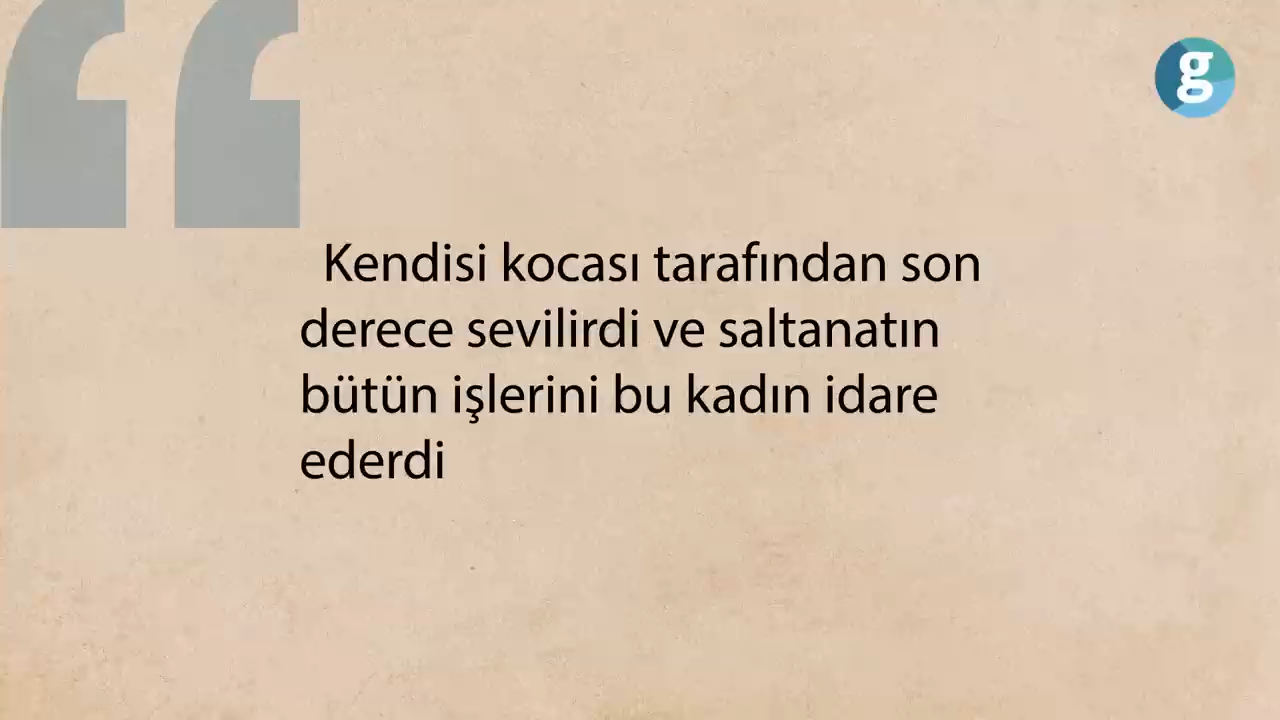 g
Kendisi kocası tarafından son
derece sevilirdi ve saltanatın
bütün işlerini bu kadın idare
ederdi